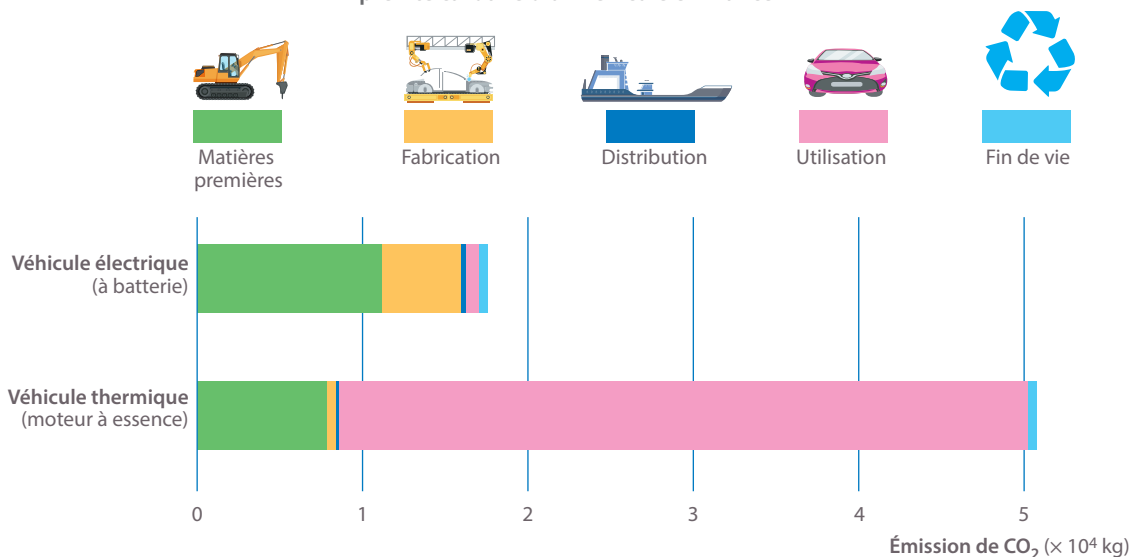 Matières
premières
Fabrication
Distribution
Utilisation
Fin de vie
Véhicule électrique
(à batterie)
Véhicule thermique
(moteur à essence)
0
1
2
3
4
5
Émission de CO₂ (× 10⁴ kg)